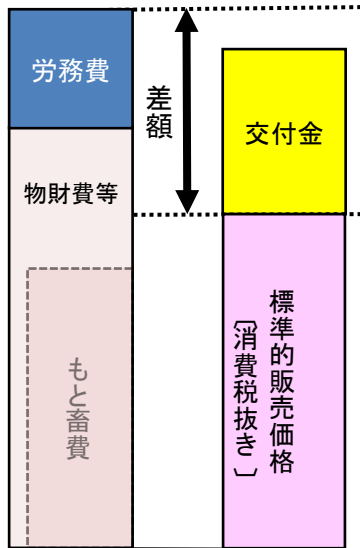 労務費
物財費等
もと畜費
差額
交付金
標準的販売価格
〔消費税抜き〕